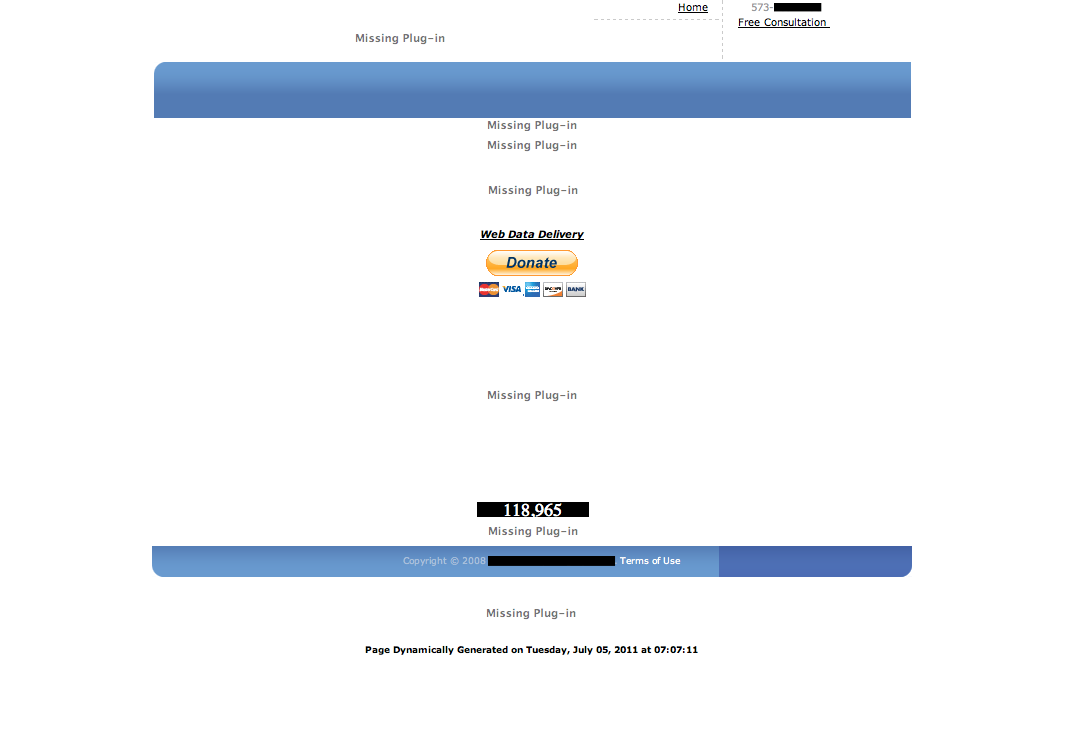 Home
573-
Free Consultation
Missing Plug-in
Missing Plug-in
Missing Plug-in
Missing Plug-in
Web Data Delivery
Donate
MasterCard VISA BANK
Missing Plug-in
118,965
Missing Plug-in
Copyright © 2008 Terms of Use
Missing Plug-in
Page Dynamically Generated on Tuesday, July 05, 2011 at 07:07:11